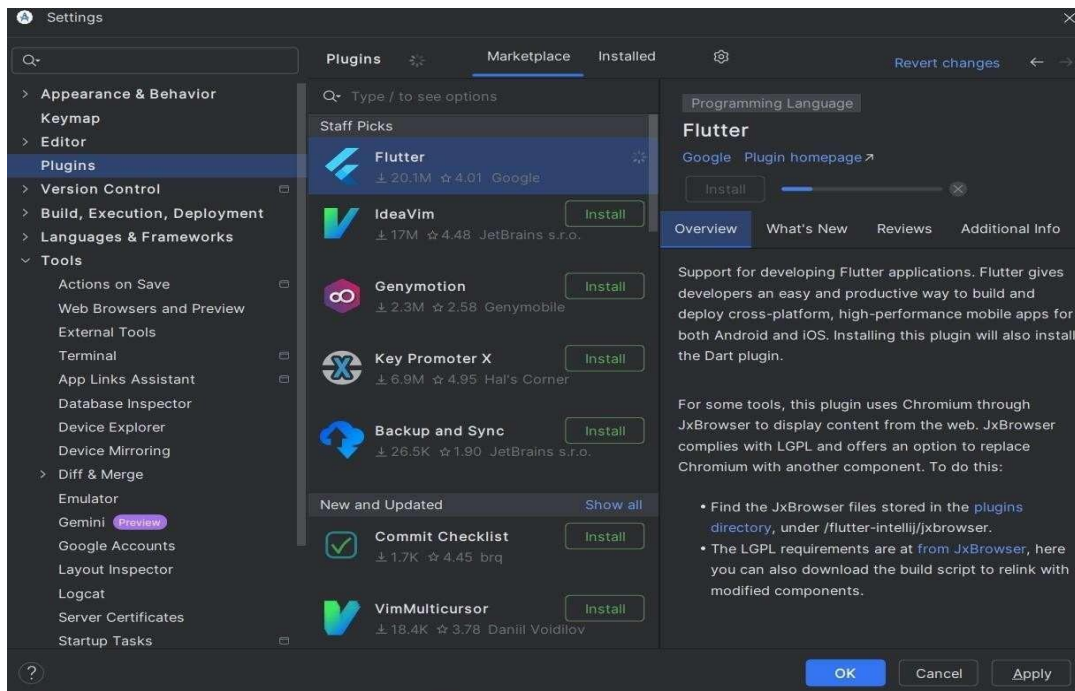 Settings
Appearance & Behavior
Keymap
Editor
Plugins
Version Control
Build, Execution, Deployment
Languages & Frameworks
Tools
Actions on Save
Web Browsers and Preview
External Tools
Terminal
App Links Assistant
Database Inspector
Device Explorer
Device Mirroring
Diff & Merge
Emulator
Gemini Preview
Google Accounts
Layout Inspector
Logcat
Server Certificates
Startup Tasks
Plugins
Marketplace
Installed
Revert changes
Type / to see options
Staff Picks
Flutter
20.1M 4.01 Google
IdeaVim
Install
17M 4.48 JetBrains s.r.o.
Genymotion
Install
2.3M 2.58 Genymobile
Key Promoter X
Install
6.9M 4.95 Hal's Corner
Backup and Sync
Install
26.5K 1.90 JetBrains s.r.o.
New and Updated
Show all
Commit Checklist
Install
1.7K 4.45 brq
VimMulticursor
Install
18.4K 3.78 Daniil Voidilov
Programming Language
Flutter
Google Plugin homepage
Install
Overview
What's New
Reviews
Additional Info
Support for developing Flutter applications. Flutter gives
developers an easy and productive way to build and
deploy cross-platform, high-performance mobile apps for
both Android and iOS. Installing this plugin will also install
the Dart plugin.
For some tools, this plugin uses Chromium through
JxBrowser to display content from the web. JxBrowser
complies with LGPL and offers an option to replace
Chromium with another component. To do this:
• Find the JxBrowser files stored in the plugins
directory, under /flutter-intellij/jxbrowser.
• The LGPL requirements are at from JxBrowser, here
you can also download the build script to relink with
modified components.
?
OK
Cancel
Apply